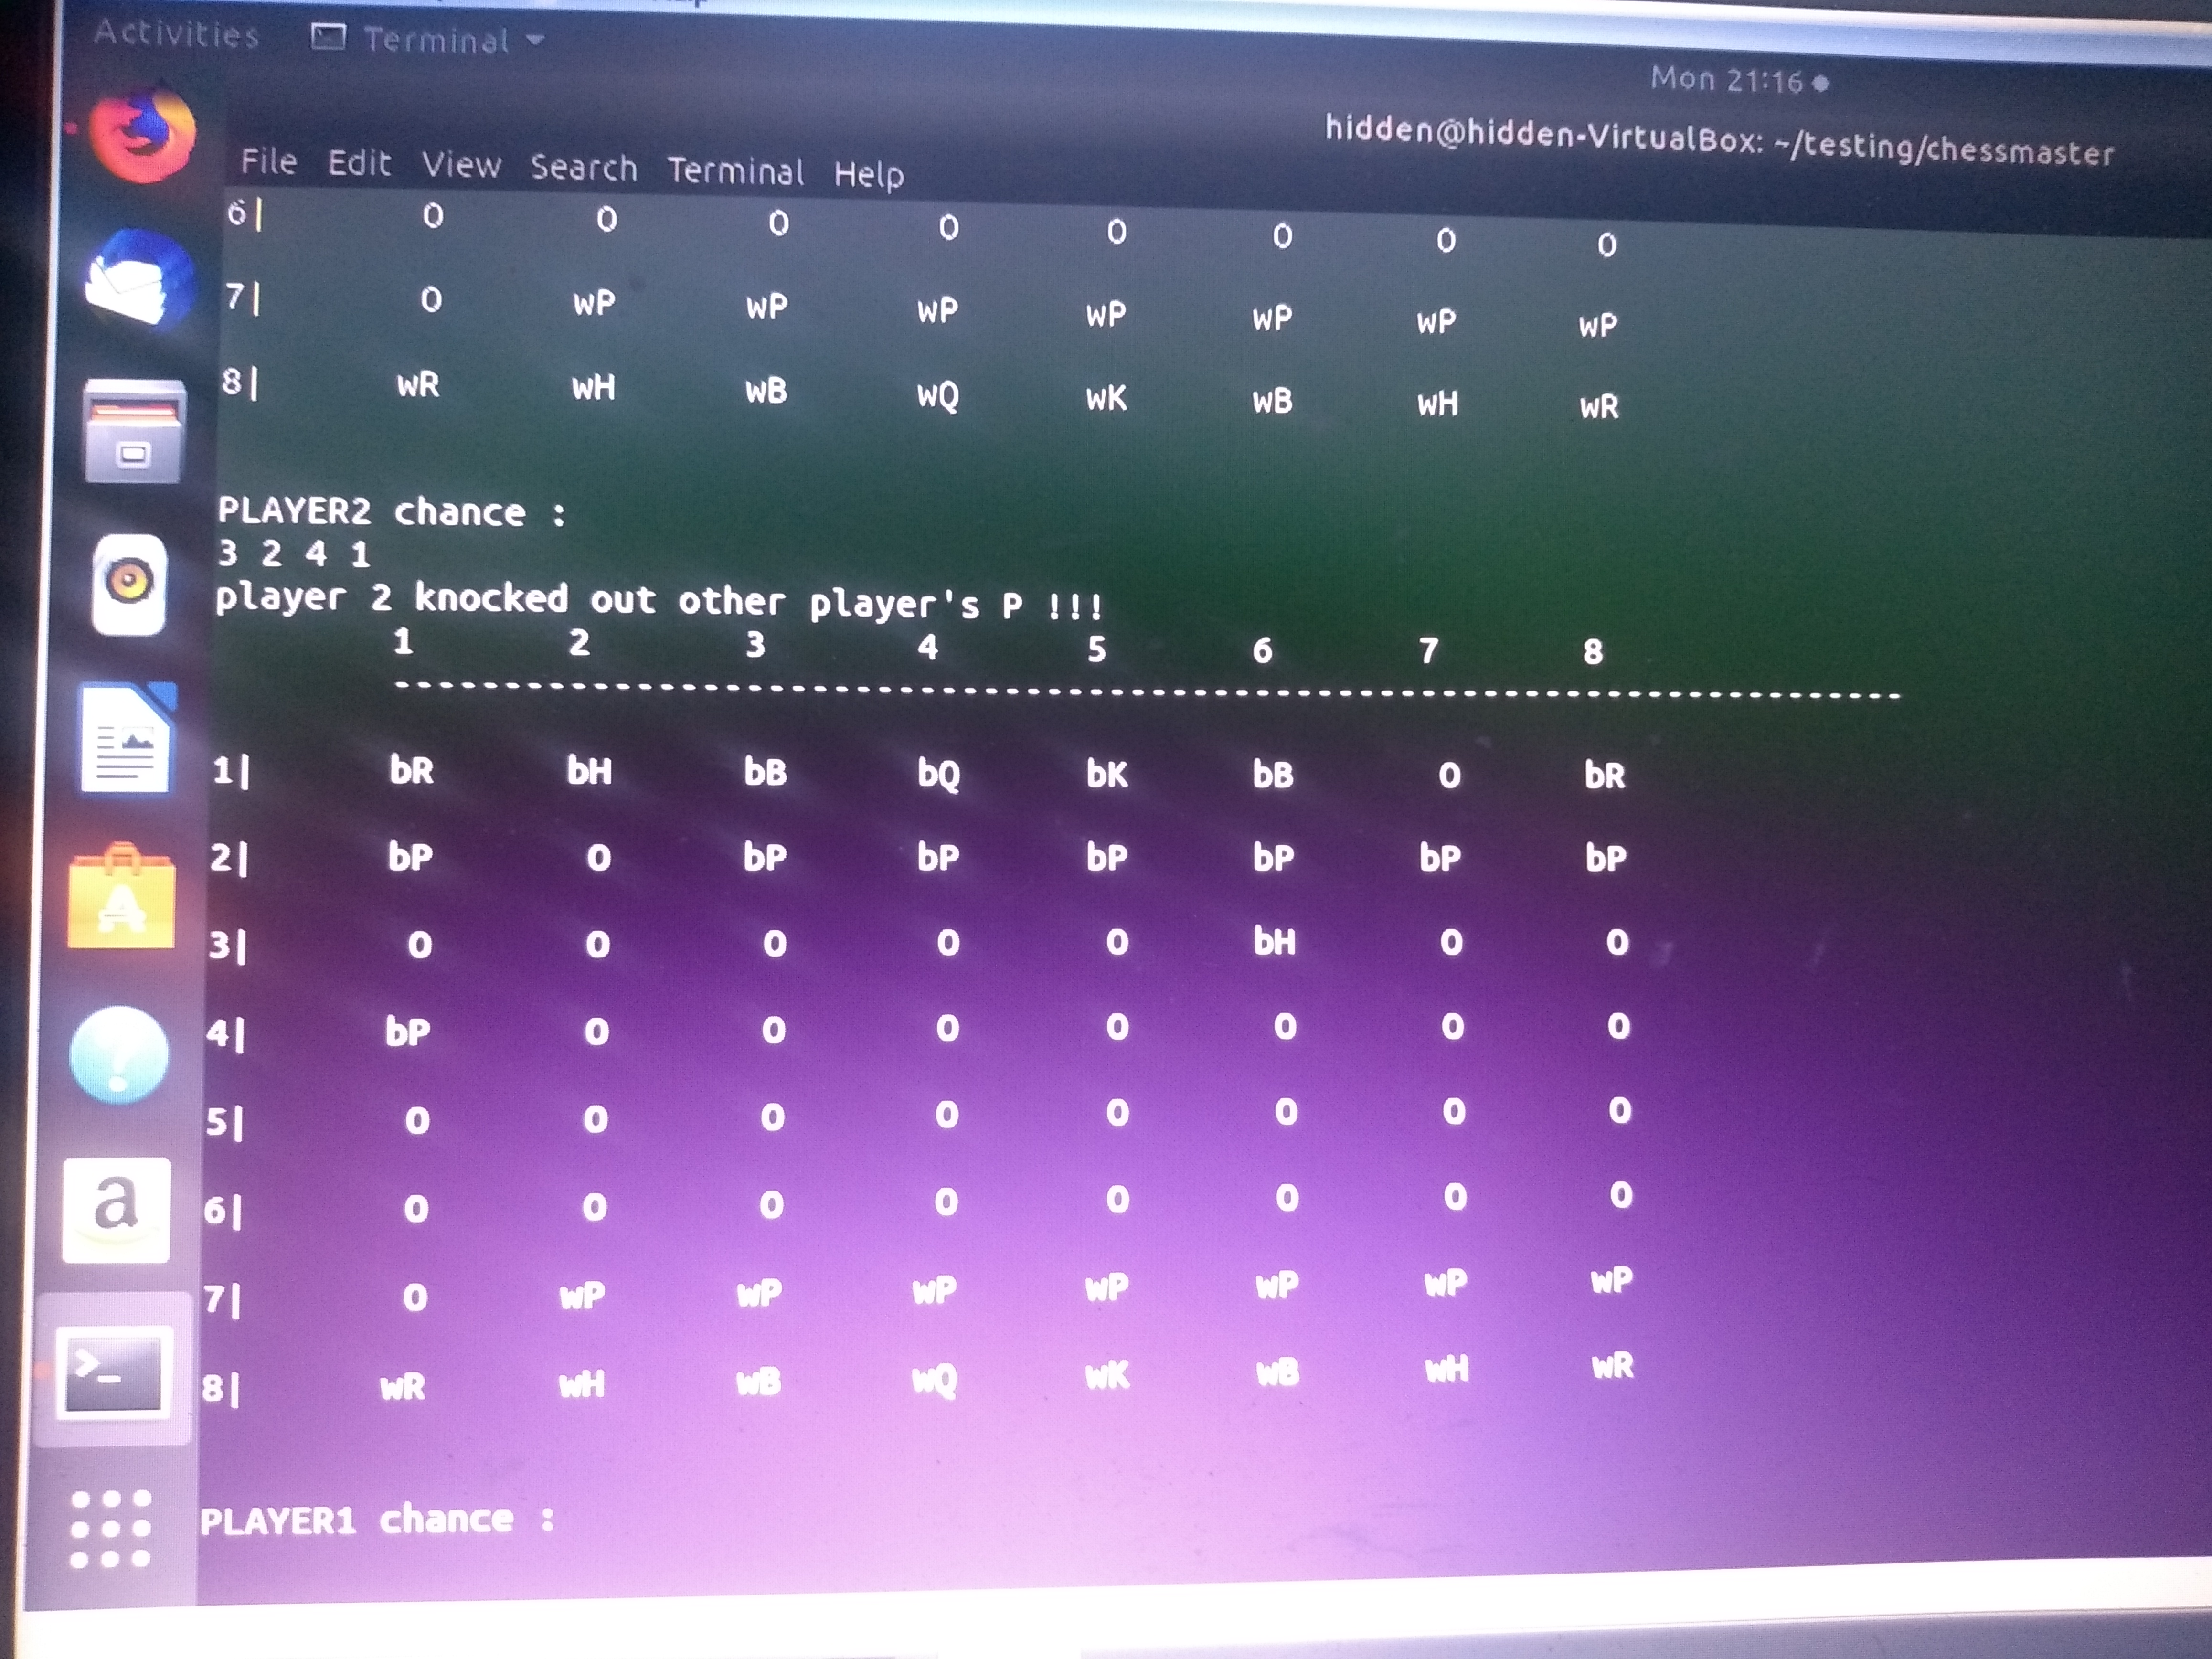 Activities Terminal
Mon 21:16
hidden@hidden-VirtualBox: ~/testing/chessmaster
File Edit View Search Terminal Help
6| 0 0 0 0 0 0 0 0
7| 0 wP wP wP wP wP wP wP
8| wR wH wB wQ wK wB wH wR
PLAYER2 chance :
3 2 4 1
player 2 knocked out other player's P !!!
1 2 3 4 5 6 7 8
---------------------------------------------------------------------
1| bR bH bB bQ bK bB 0 bR
2| bP 0 bP bP bP bP bP bP
3| 0 0 0 0 0 bH 0 0
4| bP 0 0 0 0 0 0 0
5| 0 0 0 0 0 0 0 0
6| 0 0 0 0 0 0 0 0
7| 0 wP wP wP wP wP wP wP
8| wR wH wB wQ wK wB wH wR
PLAYER1 chance :